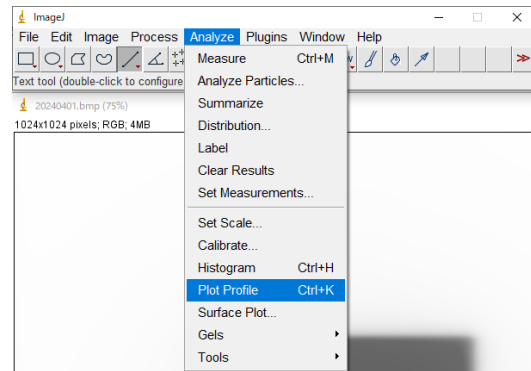 ImageJ
File Edit Image Process Analyze Plugins Window Help
Text tool (double-click to configure
20240401.bmp (75%)
1024x1024 pixels; RGB; 4MB
Measure Ctrl+M
Analyze Particles...
Summarize
Distribution...
Label
Clear Results
Set Measurements...
Set Scale...
Calibrate...
Histogram Ctrl+H
Plot Profile Ctrl+K
Surface Plot...
Gels
Tools